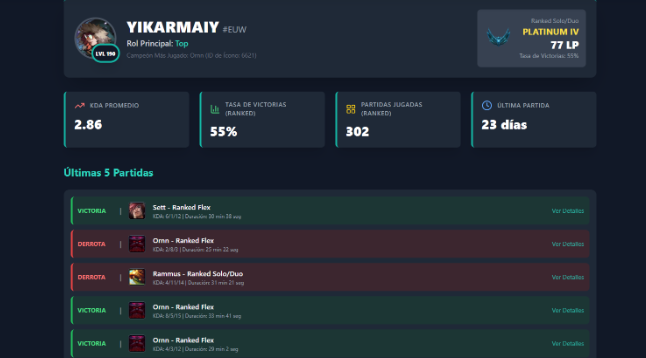 YIKARMAIY #EUW
Rol Principal: Top
Campeón Más Jugado: Ornn (ID de Icono: 6621)
LVL 190
Ranked Solo/Duo
PLATINUM IV
77 LP
Tasa de Victorias: 55%
KDA PROMEDIO
2.86
TASA DE VICTORIAS
(RANKED)
55%
PARTIDAS JUGADAS
(RANKED)
302
ÚLTIMA PARTIDA
23 días
Últimas 5 Partidas
VICTORIA | Sett - Ranked Flex Ver Detalles
KDA: 6/1/12 | Duración: 30 min 38 seg
DERROTA | Ornn - Ranked Flex Ver Detalles
KDA: 2/8/5 | Duración: 35 min 22 seg
DERROTA | Rammus - Ranked Solo/Duo Ver Detalles
KDA: 4/11/14 | Duración: 31 min 21 seg
VICTORIA | Ornn - Ranked Flex Ver Detalles
KDA: 8/5/15 | Duración: 33 min 41 seg
VICTORIA | Ornn - Ranked Flex Ver Detalles
KDA: 4/3/12 | Duración: 29 min 2 seg